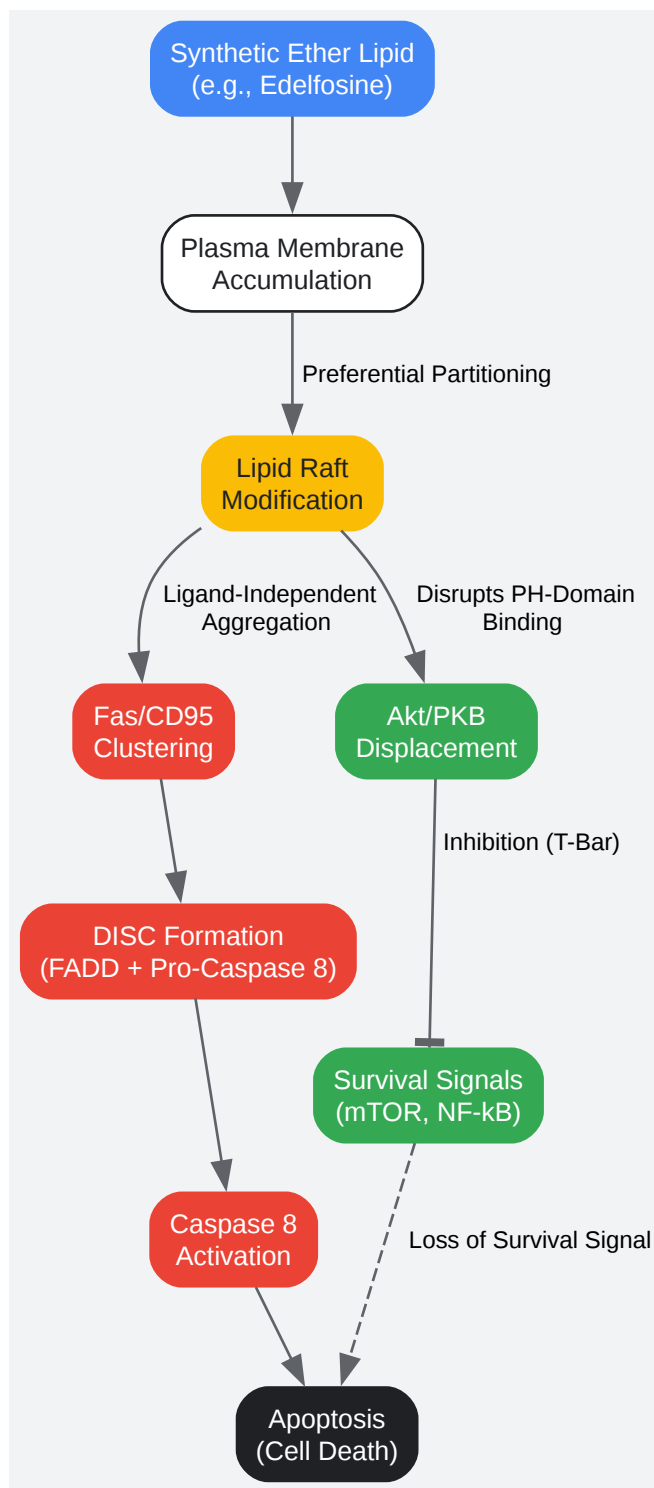 Synthetic Ether Lipid
(e.g., Edelfosine)
Plasma Membrane
Accumulation
Preferential Partitioning
Lipid Raft
Modification
Ligand-Independent
Aggregation
Disrupts PH-Domain
Binding
Fas/CD95
Clustering
Akt/PKB
Displacement
Inhibition (T-Bar)
DISC Formation
(FADD + Pro-Caspase 8)
Survival Signals
(mTOR, NF-kB)
Caspase 8
Activation
Loss of Survival Signal
Apoptosis
(Cell Death)